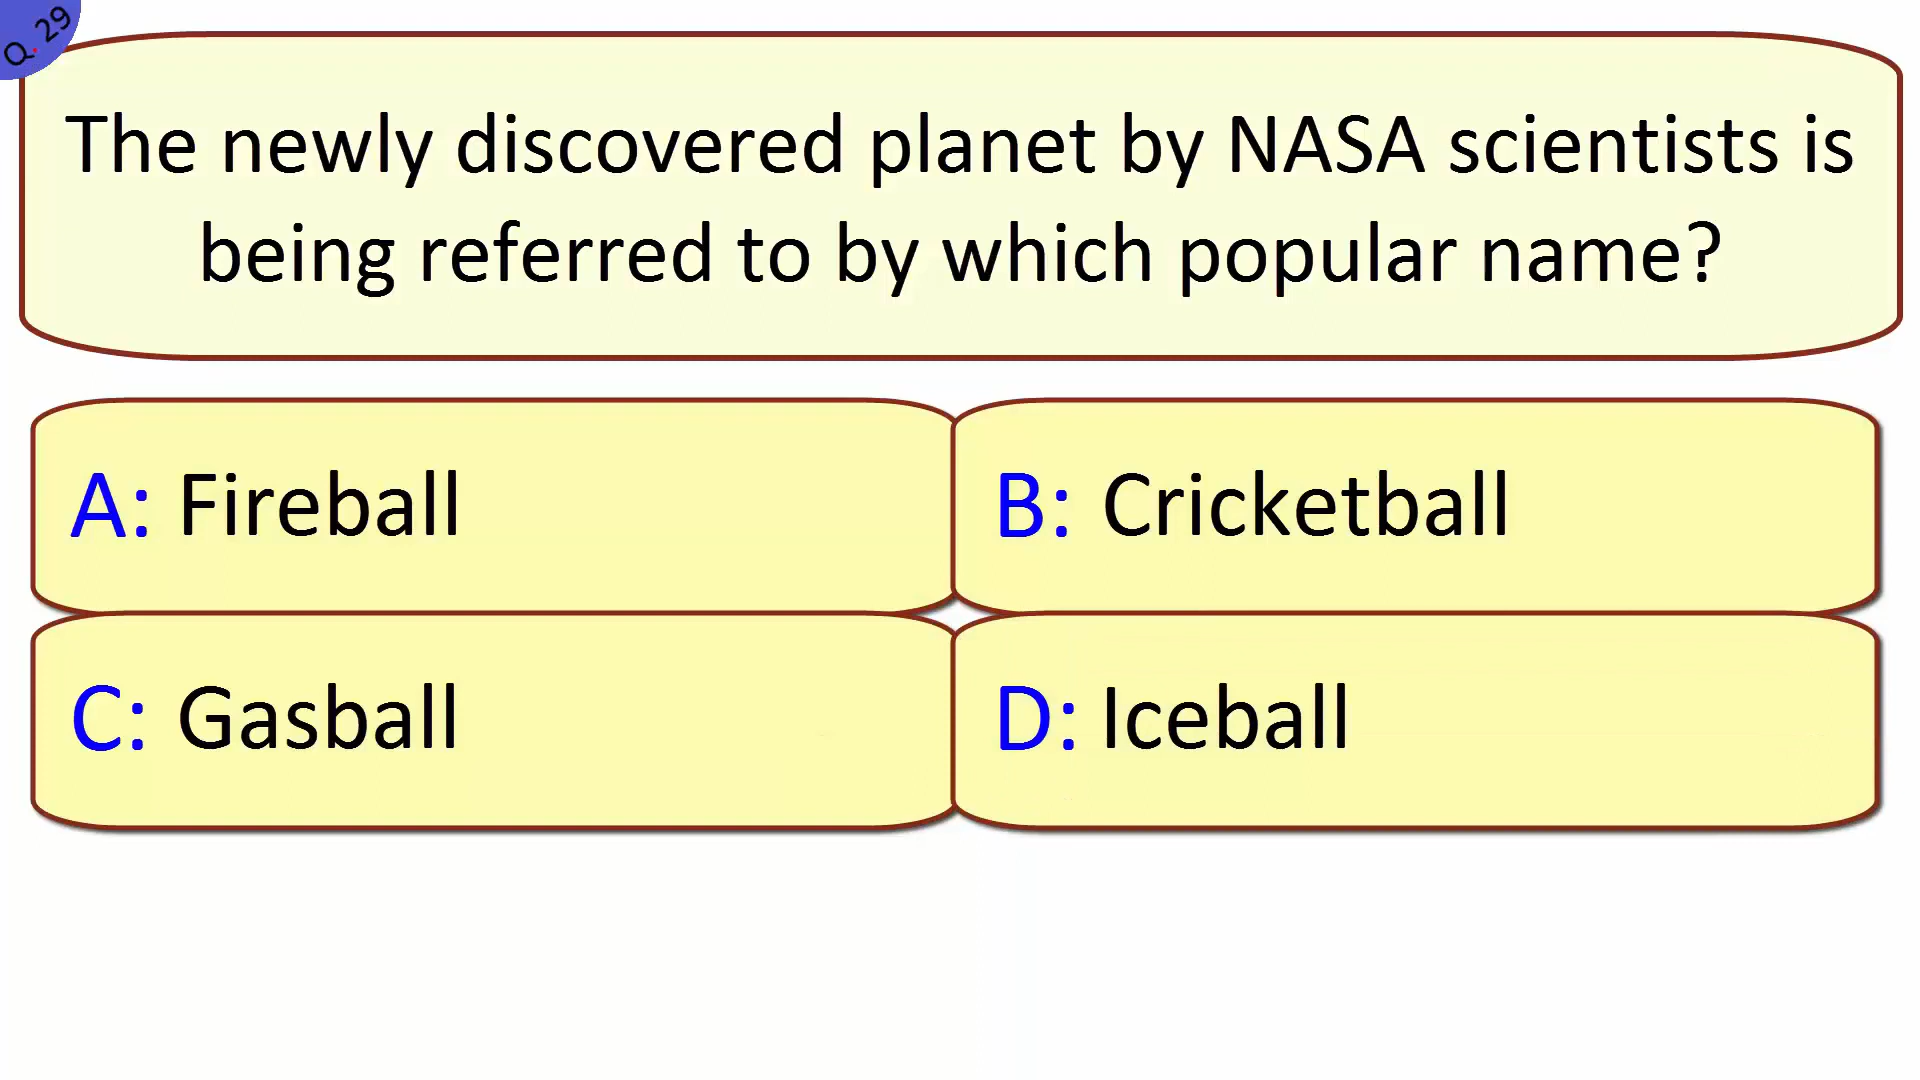 Q. 29
The newly discovered planet by NASA scientists is
being referred to by which popular name?
A: Fireball
B: Cricketball
C: Gasball
D: Iceball